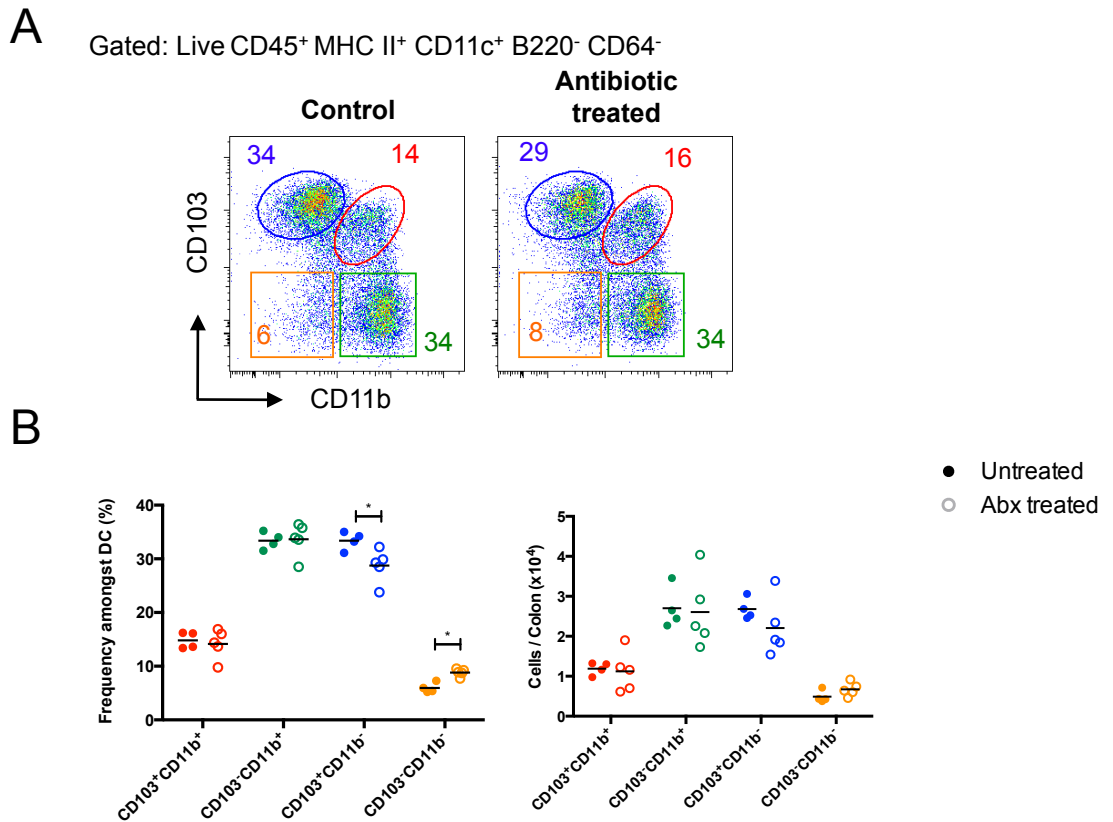 A
Gated: Live CD45⁺ MHC II⁺ CD11c⁺ B220⁻ CD64⁻
Control
Antibiotic
treated
34
14
6
34
29
16
8
34
CD103
CD11b
B
Untreated
Abx treated
Frequency amongst DC (%)
40
30
20
10
0
*
*
CD103⁺CD11b⁺
CD103⁻CD11b⁺
CD103⁺CD11b⁻
CD103⁻CD11b⁻
Cells / Colon (x10⁴)
5
4
3
2
1
0
CD103⁺CD11b⁺
CD103⁻CD11b⁺
CD103⁺CD11b⁻
CD103⁻CD11b⁻